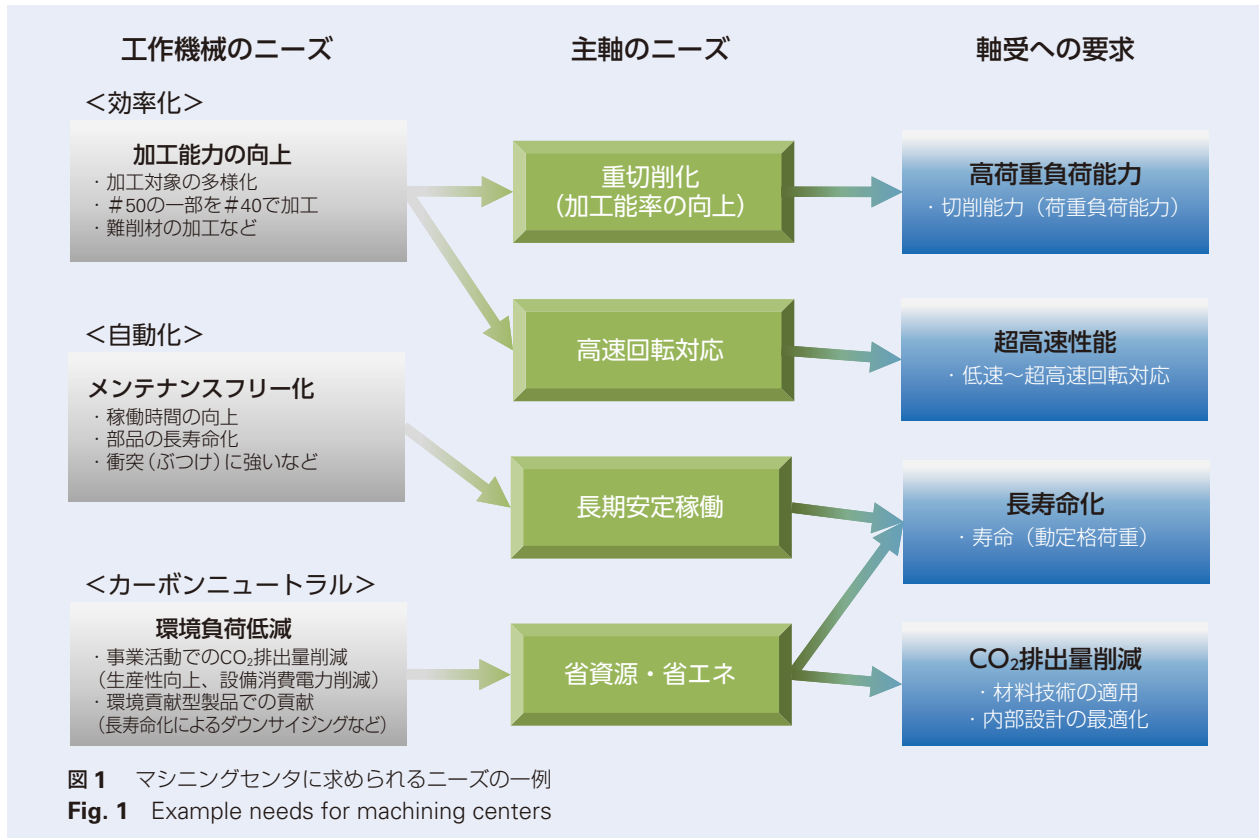 工作機械のニーズ
主軸のニーズ
軸受への要求
＜効率化＞
加工能力の向上
・加工対象の多様化
・＃50の一部を＃40で加工
・難削材の加工など
重切削化
（加工能率の向上）
高荷重負荷能力
・切削能力（荷重負荷能力）
高速回転対応
超高速性能
・低速～超高速回転対応
＜自動化＞
メンテナンスフリー化
・稼働時間の向上
・部品の長寿命化
・衝突（ぶつけ）に強いなど
長期安定稼働
長寿命化
・寿命（動定格荷重）
＜カーボンニュートラル＞
環境負荷低減
・事業活動でのCO₂排出量削減
（生産性向上、設備消費電力削減）
・環境貢献型製品での貢献
（長寿命化によるダウンサイジングなど）
省資源・省エネ
CO₂排出量削減
・材料技術の適用
・内部設計の最適化
図1　マシニングセンタに求められるニーズの一例
Fig. 1　Example needs for machining centers